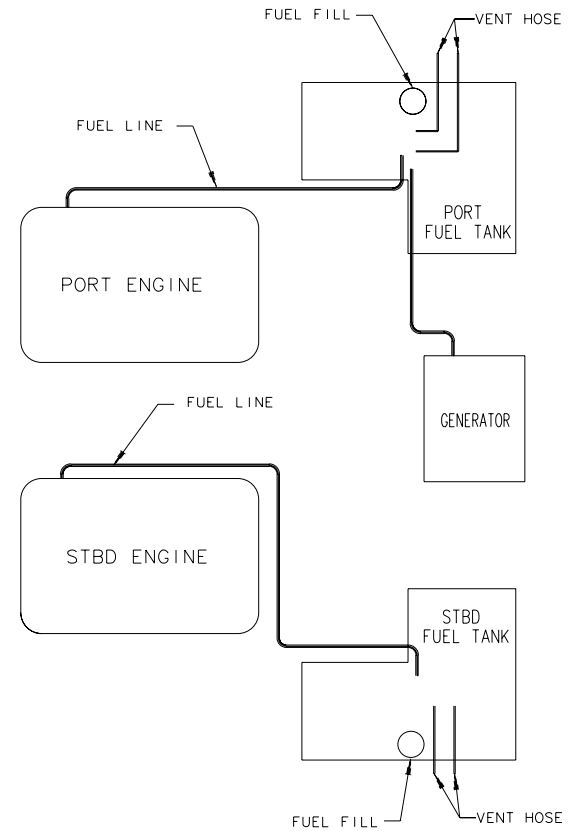 FUEL FILL
VENT HOSE
FUEL LINE
PORT
FUEL TANK
PORT ENGINE
FUEL LINE
GENERATOR
STBD ENGINE
STBD
FUEL TANK
FUEL FILL
VENT HOSE